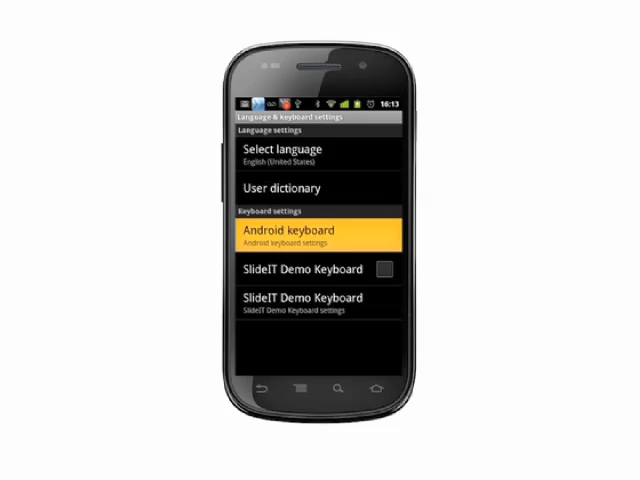 16:13
Language & keyboard settings
Language settings
Select language
English (United States)
User dictionary
Keyboard settings
Android keyboard
Android keyboard settings
SlideIT Demo Keyboard
SlideIT Demo Keyboard
SlideIT Demo Keyboard settings